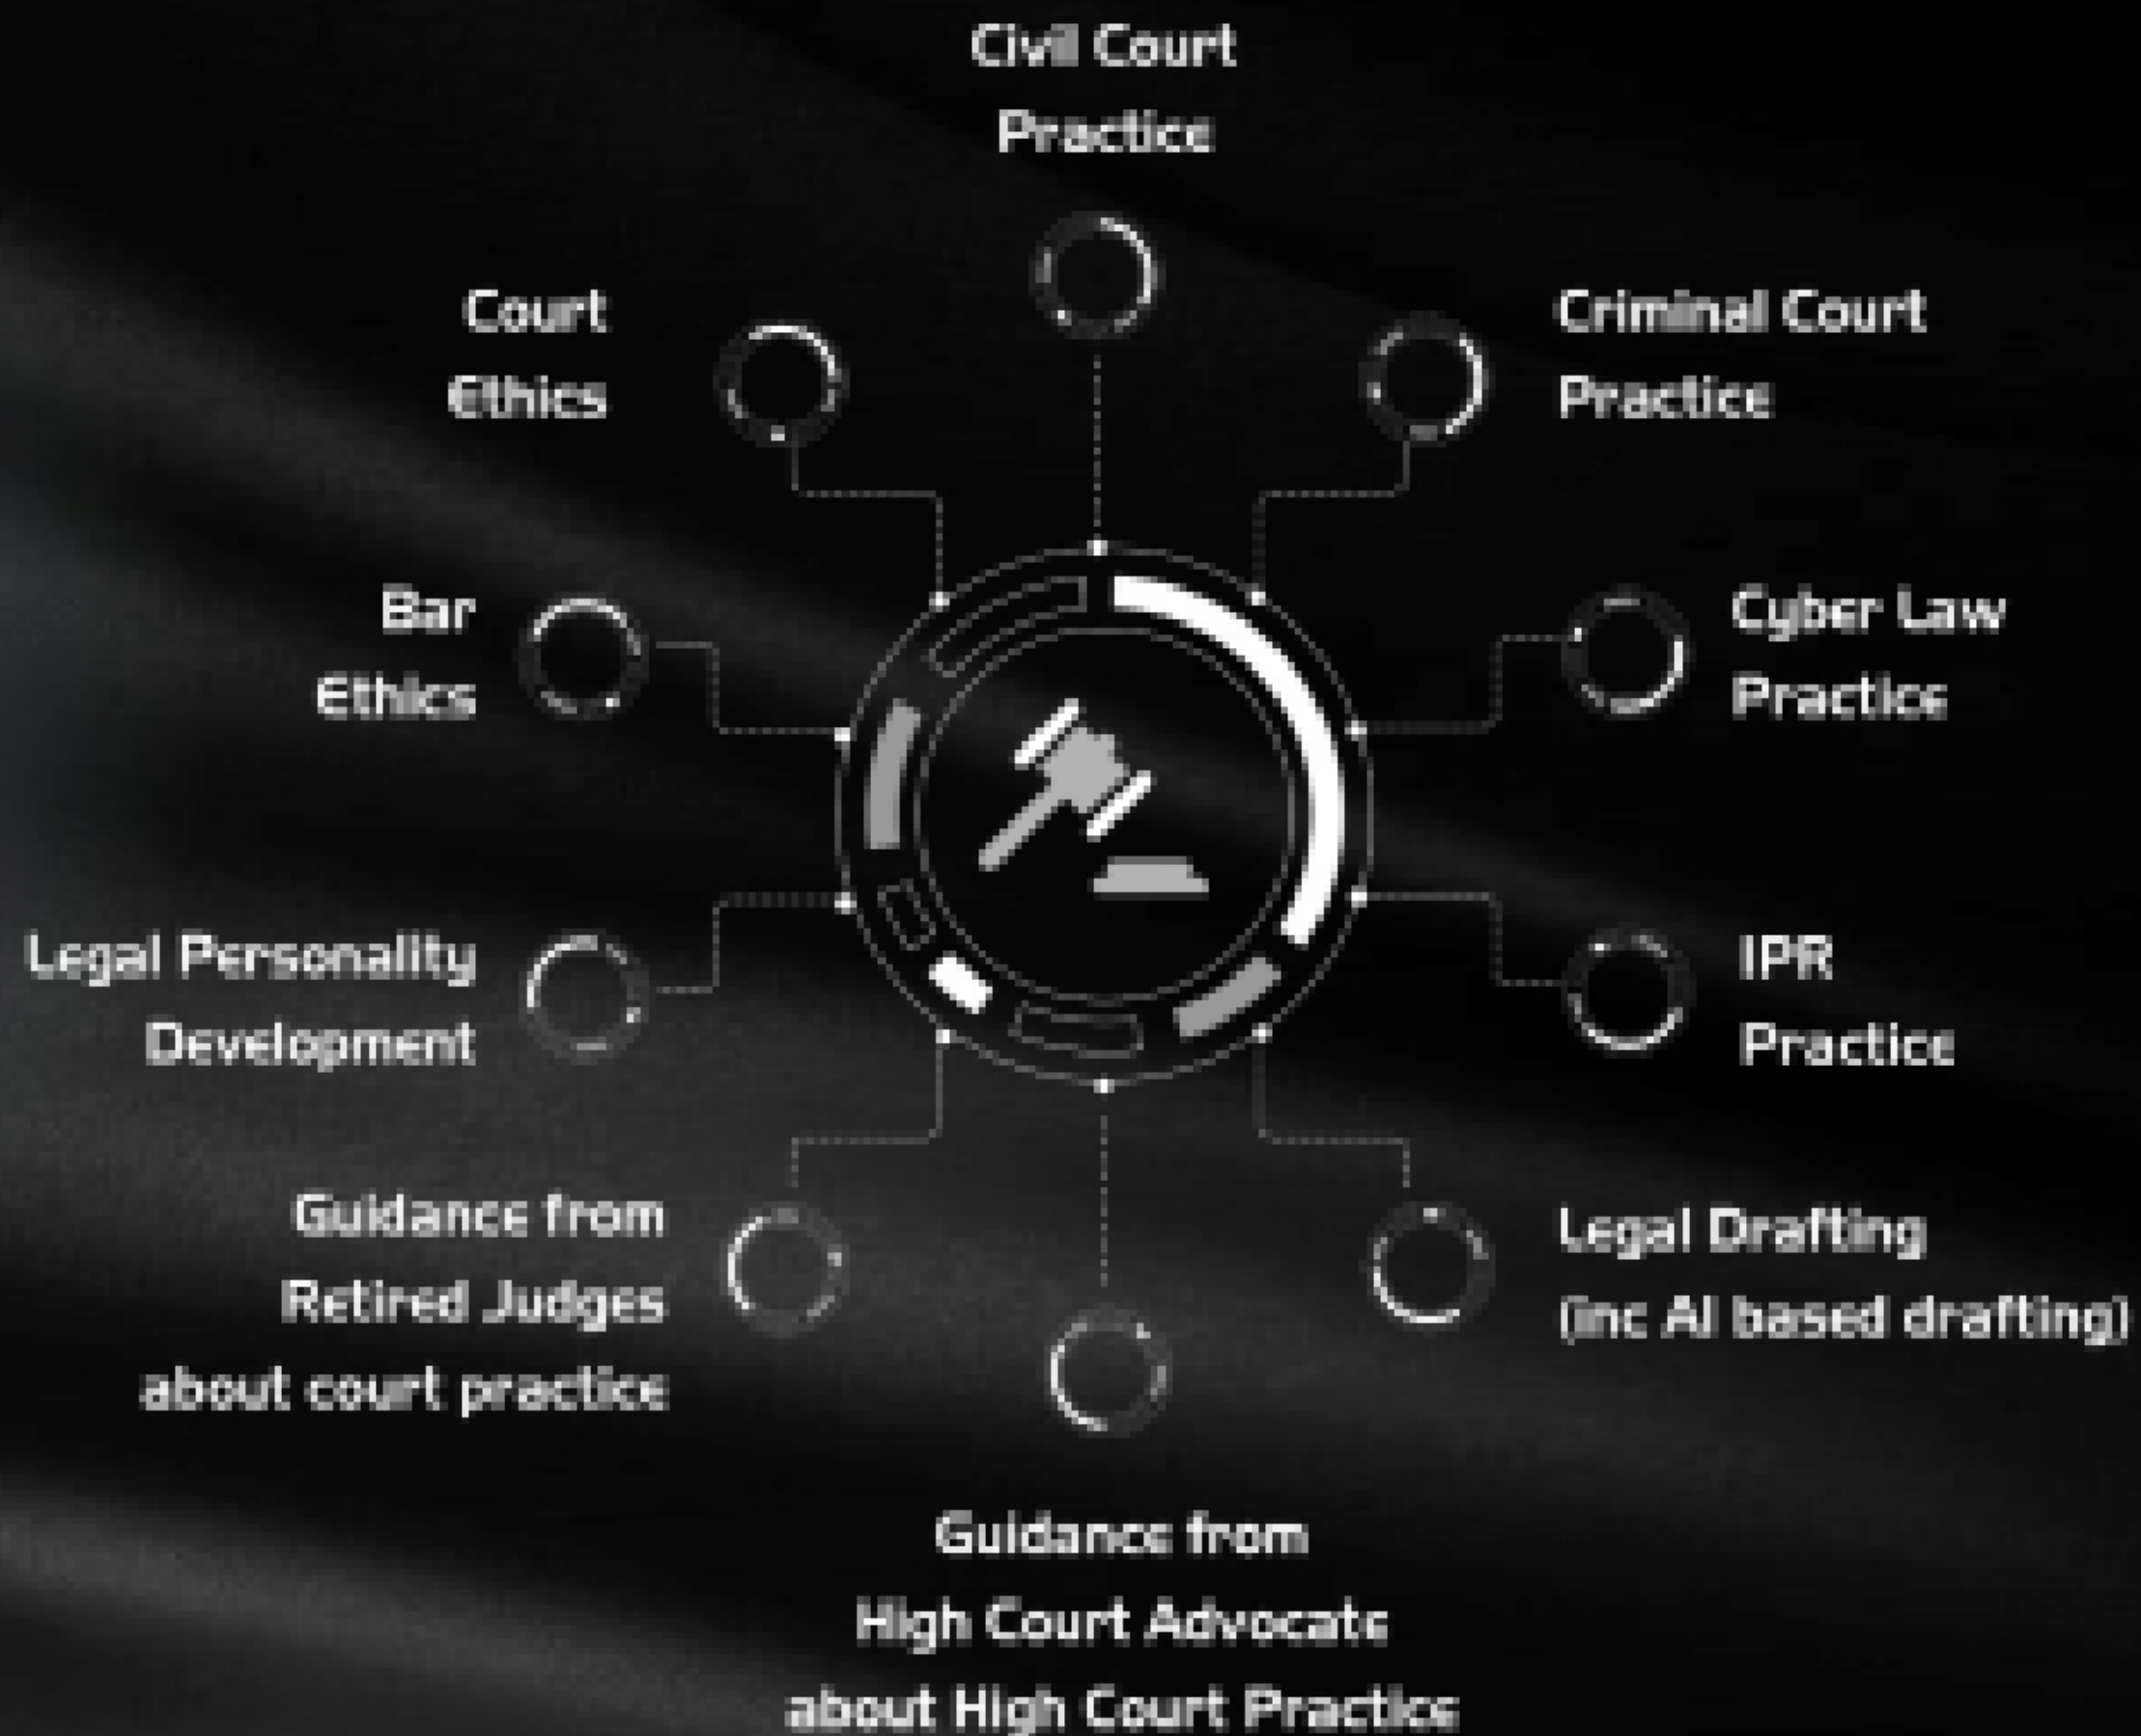 Civil Court
Practice
Court
Ethics
Criminal Court
Practice
Bar
Ethics
Cyber Law
Practice
Legal Personality
Development
IPR
Practice
Guidance from
Retired Judges
about court practice
Legal Drafting
(inc AI based drafting)
Guidance from
High Court Advocate
about High Court Practice